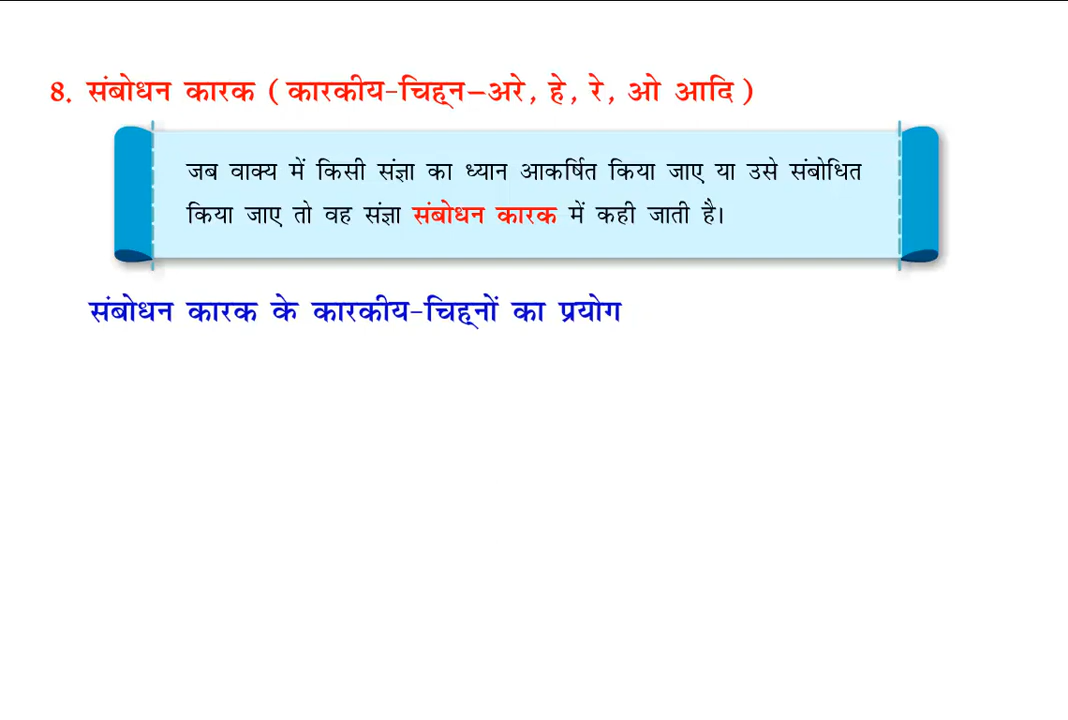 8. संबोधन कारक ( कारकीय-चिह्‌न–अरे, हे, रे, ओ आदि )
जब वाक्य में किसी संज्ञा का ध्यान आकर्षित किया जाए या उसे संबोधित
किया जाए तो वह संज्ञा संबोधन कारक में कही जाती है।
संबोधन कारक के कारकीय-चिह्‌नों का प्रयोग